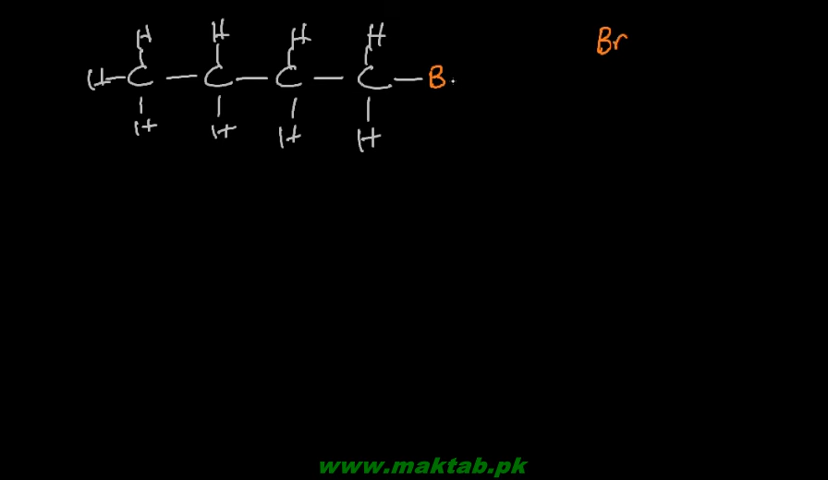 H H H H Br
H-C-C-C-C-B
H H H H
www.maktab.pk